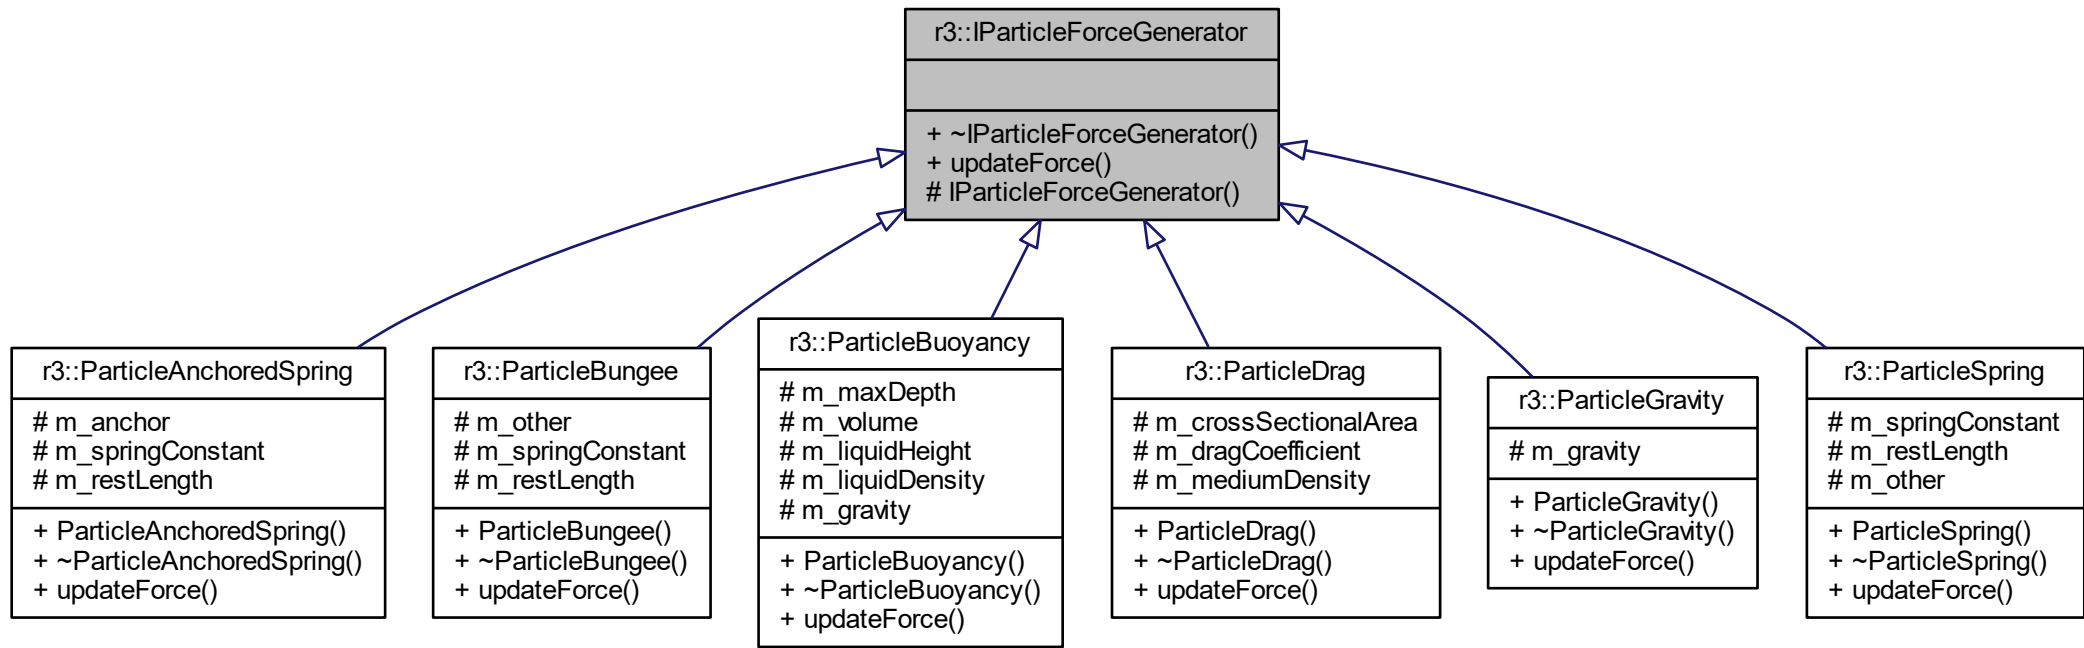 r3::IParticleForceGenerator
+ ~IParticleForceGenerator()
+ updateForce()
# IParticleForceGenerator()
r3::ParticleAnchoredSpring
# m_anchor
# m_springConstant
# m_restLength
+ ParticleAnchoredSpring()
+ ~ParticleAnchoredSpring()
+ updateForce()
r3::ParticleBungee
# m_other
# m_springConstant
# m_restLength
+ ParticleBungee()
+ ~ParticleBungee()
+ updateForce()
r3::ParticleBuoyancy
# m_maxDepth
# m_volume
# m_liquidHeight
# m_liquidDensity
# m_gravity
+ ParticleBuoyancy()
+ ~ParticleBuoyancy()
+ updateForce()
r3::ParticleDrag
# m_crossSectionalArea
# m_dragCoefficient
# m_mediumDensity
+ ParticleDrag()
+ ~ParticleDrag()
+ updateForce()
r3::ParticleGravity
# m_gravity
+ ParticleGravity()
+ ~ParticleGravity()
+ updateForce()
r3::ParticleSpring
# m_springConstant
# m_restLength
# m_other
+ ParticleSpring()
+ ~ParticleSpring()
+ updateForce()